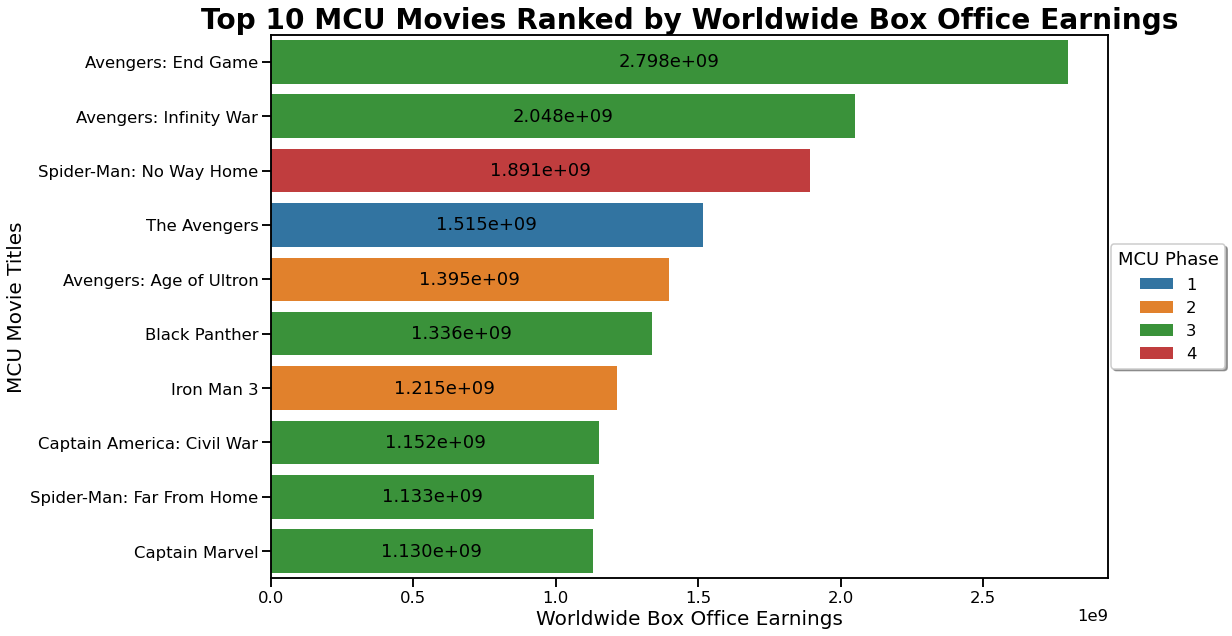 Top 10 MCU Movies Ranked by Worldwide Box Office Earnings
MCU Movie Titles
Avengers: End Game
2.798e+09
Avengers: Infinity War
2.048e+09
Spider-Man: No Way Home
1.891e+09
The Avengers
1.515e+09
Avengers: Age of Ultron
1.395e+09
Black Panther
1.336e+09
Iron Man 3
1.215e+09
Captain America: Civil War
1.152e+09
Spider-Man: Far From Home
1.133e+09
Captain Marvel
1.130e+09
MCU Phase
1
2
3
4
0.0 0.5 1.0 1.5 2.0 2.5
1e9
Worldwide Box Office Earnings